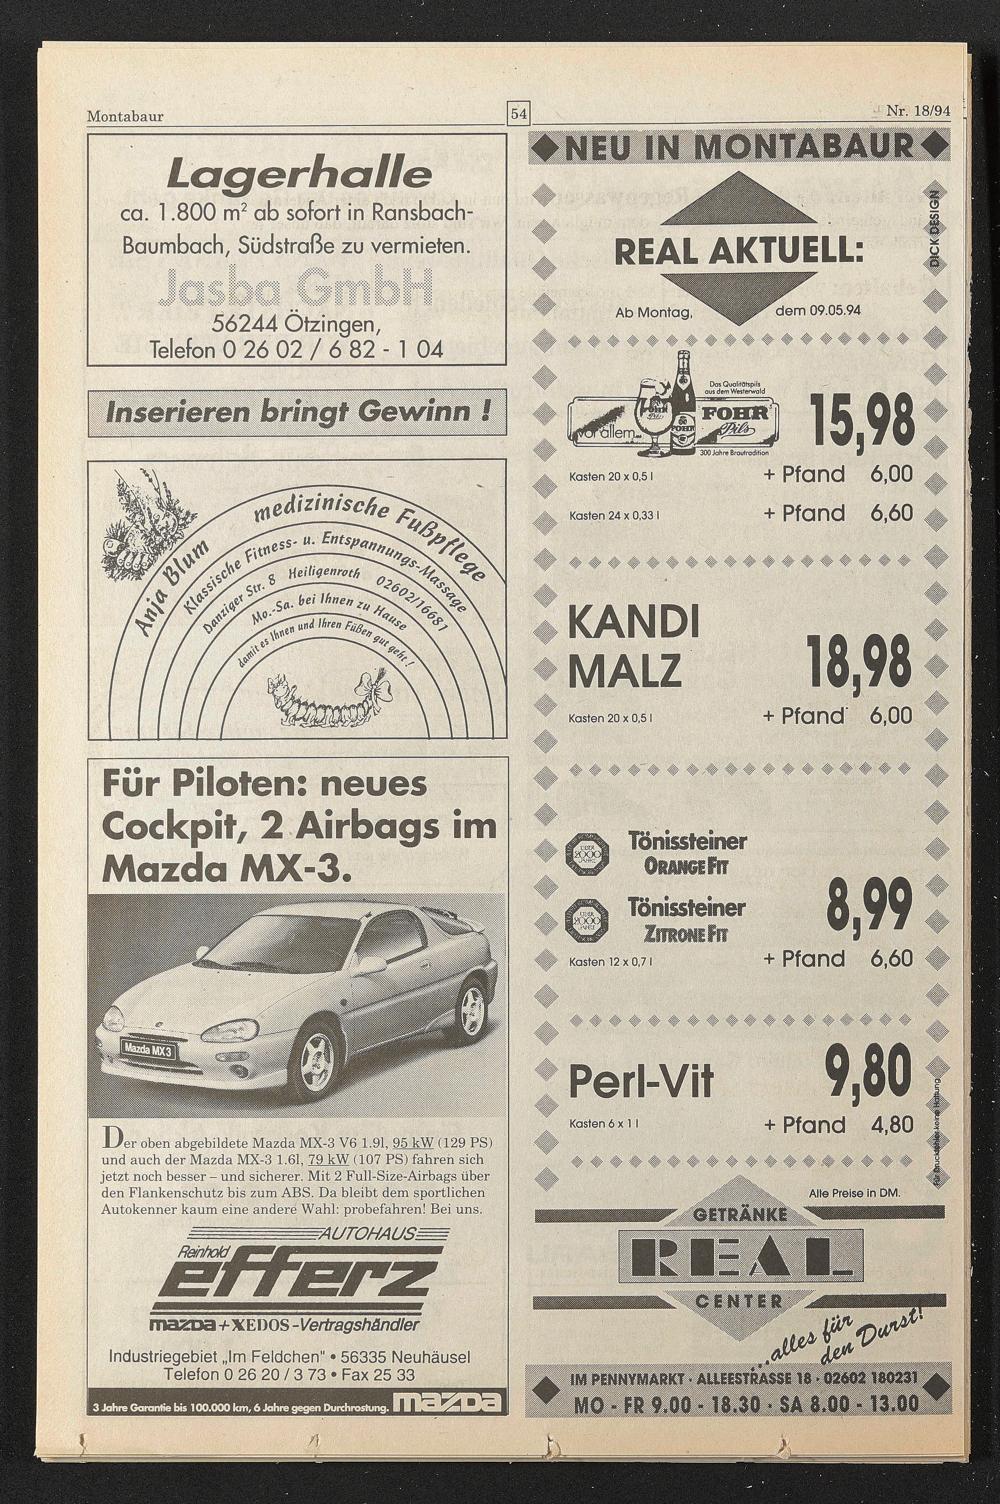 Montabaur
54
Nr. 18/94
Lagerhalle
ca. 1.800 m² ab sofort in Ransbach-
Baumbach, Südstraße zu vermieten.
Jasba GmbH
56244 Ötzingen,
Telefon 0 26 02 / 6 82 - 1 04
Inserieren bringt Gewinn !
Anja Blum medizinische Fußpflege
Klassische Fitness- u. Entspannungs-Massage
Danziger Str. 8 Heiligenroth 02602/16681
Mo.-Sa. bei Ihnen zu Hause
damit es Ihnen und Ihren Füßen gut geht!
Für Piloten: neues
Cockpit, 2 Airbags im
Mazda MX-3.
Mazda MX3
Der oben abgebildete Mazda MX-3 V6 1.9l, 95 kW (129 PS)
und auch der Mazda MX-3 1.6l, 79 kW (107 PS) fahren sich
jetzt noch besser – und sicherer. Mit 2 Full-Size-Airbags über
den Flankenschutz bis zum ABS. Da bleibt dem sportlichen
Autokenner kaum eine andere Wahl: probefahren! Bei uns.
AUTOHAUS
Reinhold
efferz
mazda + XEDOS -Vertragshändler
Industriegebiet „Im Feldchen" • 56335 Neuhäusel
Telefon 0 26 20 / 3 73 • Fax 25 33
3 Jahre Garantie bis 100.000 km, 6 Jahre gegen Durchrostung. mazda
NEU IN MONTABAUR
DICK DESIGN
REAL AKTUELL:
Ab Montag, dem 09.05.94
Das Qualitätspils
aus dem Westerwald
vor allem...
FOHR
Pils
300 Jahre Brautradition
15,98
Kasten 20 x 0,5 l + Pfand 6,00
Kasten 24 x 0,33 l + Pfand 6,60
KANDI
MALZ
18,98
Kasten 20 x 0,5 l + Pfand 6,00
ÜBER
2000
JAHRE
Tönissteiner
ORANGE FIT
ÜBER
2000
JAHRE
Tönissteiner
ZITRONE FIT
8,99
Kasten 12 x 0,7 l + Pfand 6,60
Perl-Vit
9,80
Kasten 6 x 1 l + Pfand 4,80
Für Druckfehler keine Haftung.
Alle Preise in DM.
GETRÄNKE
REAL
CENTER
...alles für
den Durst!
IM PENNYMARKT · ALLEESTRASSE 18 · 02602 180231
MO - FR 9.00 - 18.30 · SA 8.00 - 13.00